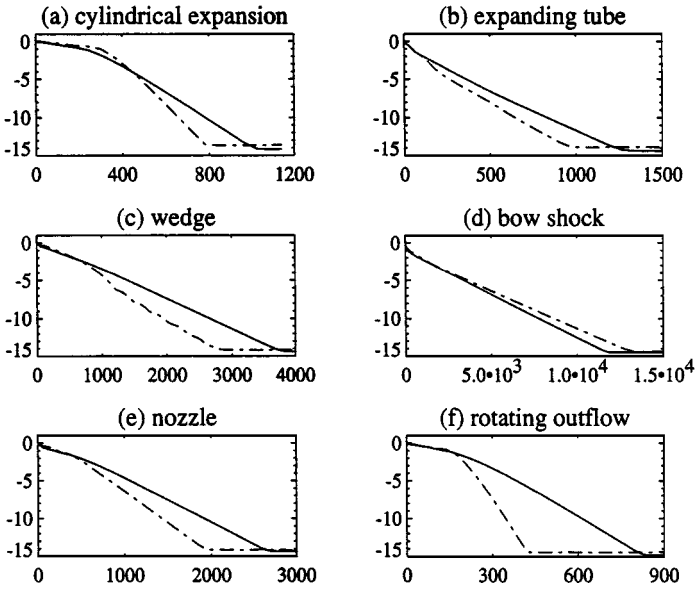 (a) cylindrical expansion
(b) expanding tube
0
-5
-10
-15
0 400 800 1200
0
-5
-10
-15
0 500 1000 1500
(c) wedge
(d) bow shock
0
-5
-10
-15
0 1000 2000 3000 4000
0
-5
-10
-15
0 5.0•10³ 1.0•10⁴ 1.5•10⁴
(e) nozzle
(f) rotating outflow
0
-5
-10
-15
0 1000 2000 3000
0
-5
-10
-15
0 300 600 900